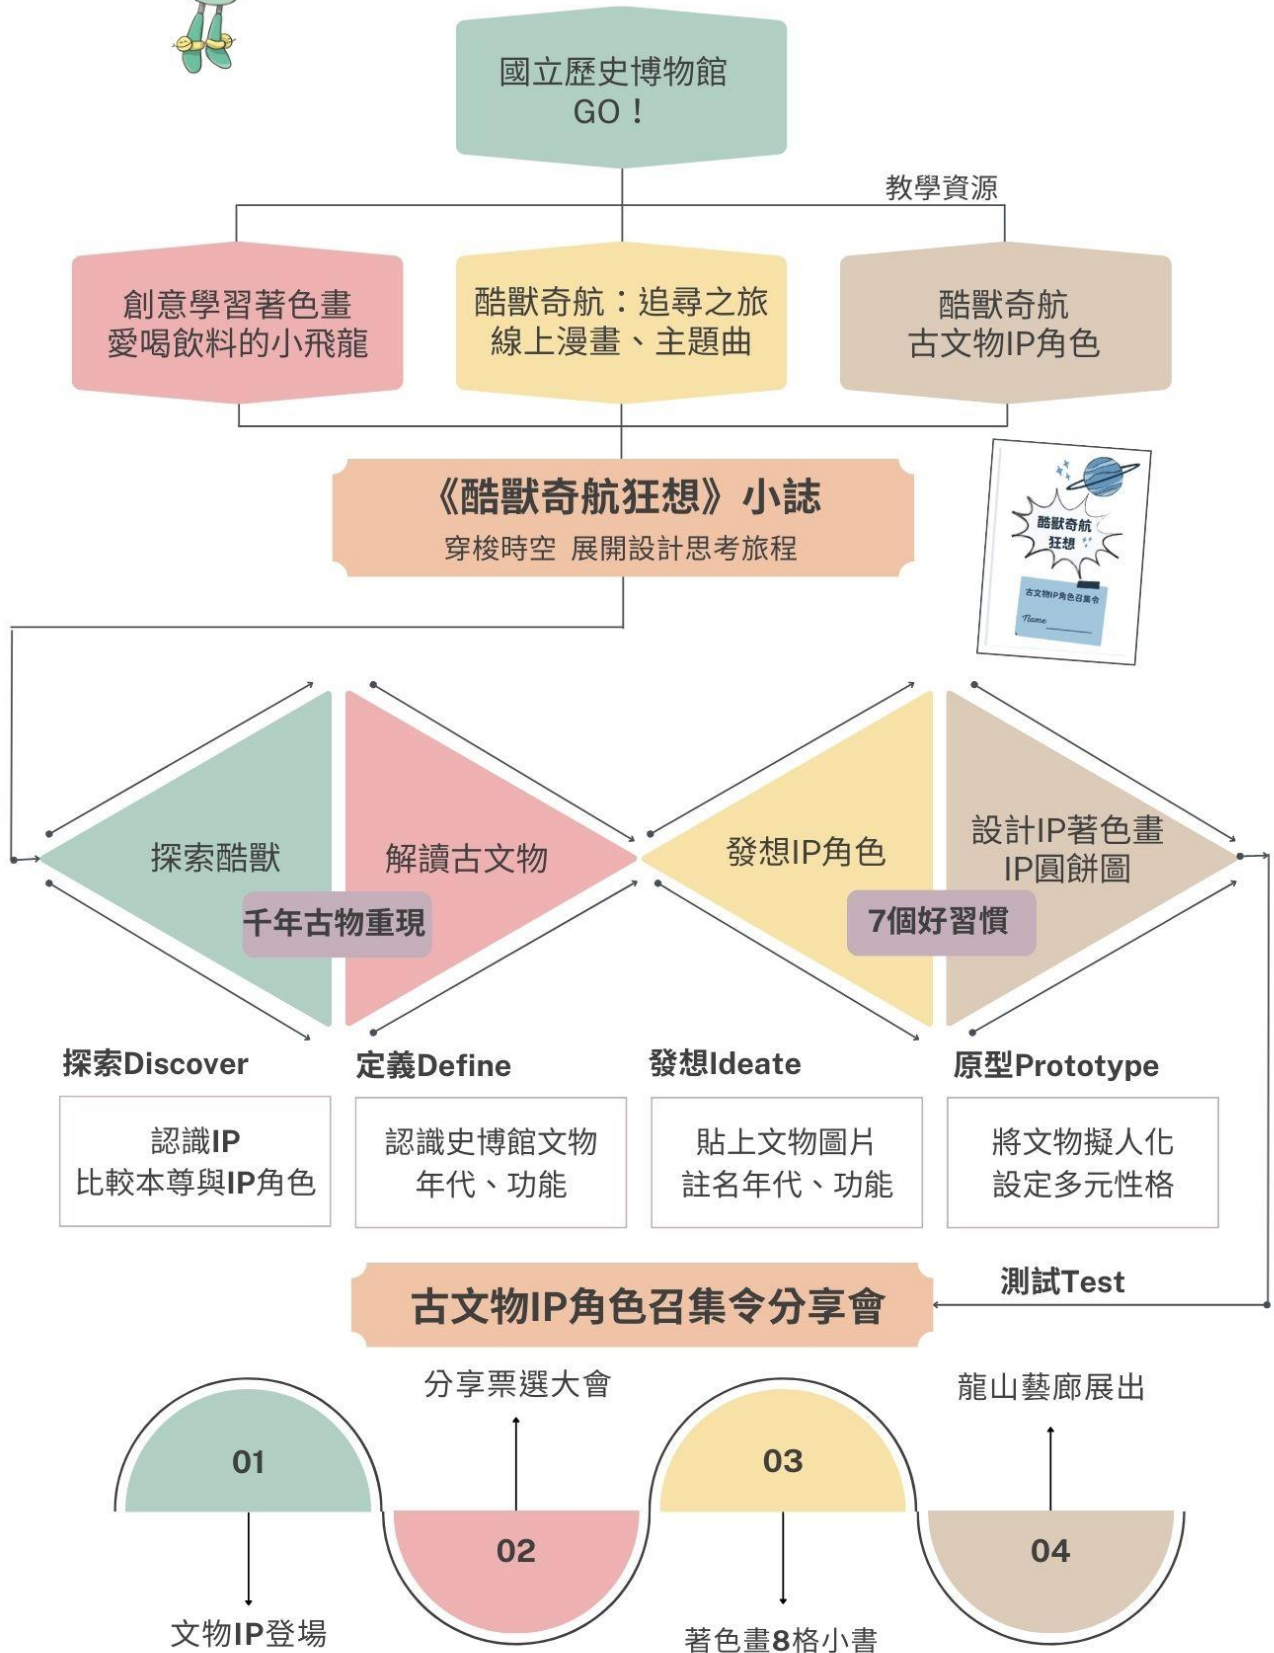 國立歷史博物館
GO！
教學資源
創意學習著色畫
愛喝飲料的小飛龍
酷獸奇航：追尋之旅
線上漫畫、主題曲
酷獸奇航
古文物IP角色
《酷獸奇航狂想》小誌
穿梭時空 展開設計思考旅程
酷獸奇航
狂想
古文物IP角色召集令
Name
探索酷獸
解讀古文物
千年古物重現
發想IP角色
設計IP著色畫
IP圓餅圖
7個好習慣
探索Discover
定義Define
發想Ideate
原型Prototype
認識IP
比較本尊與IP角色
認識史博館文物
年代、功能
貼上文物圖片
註名年代、功能
將文物擬人化
設定多元性格
測試Test
古文物IP角色召集令分享會
分享票選大會
龍山藝廊展出
01
02
03
04
文物IP登場
著色畫8格小書